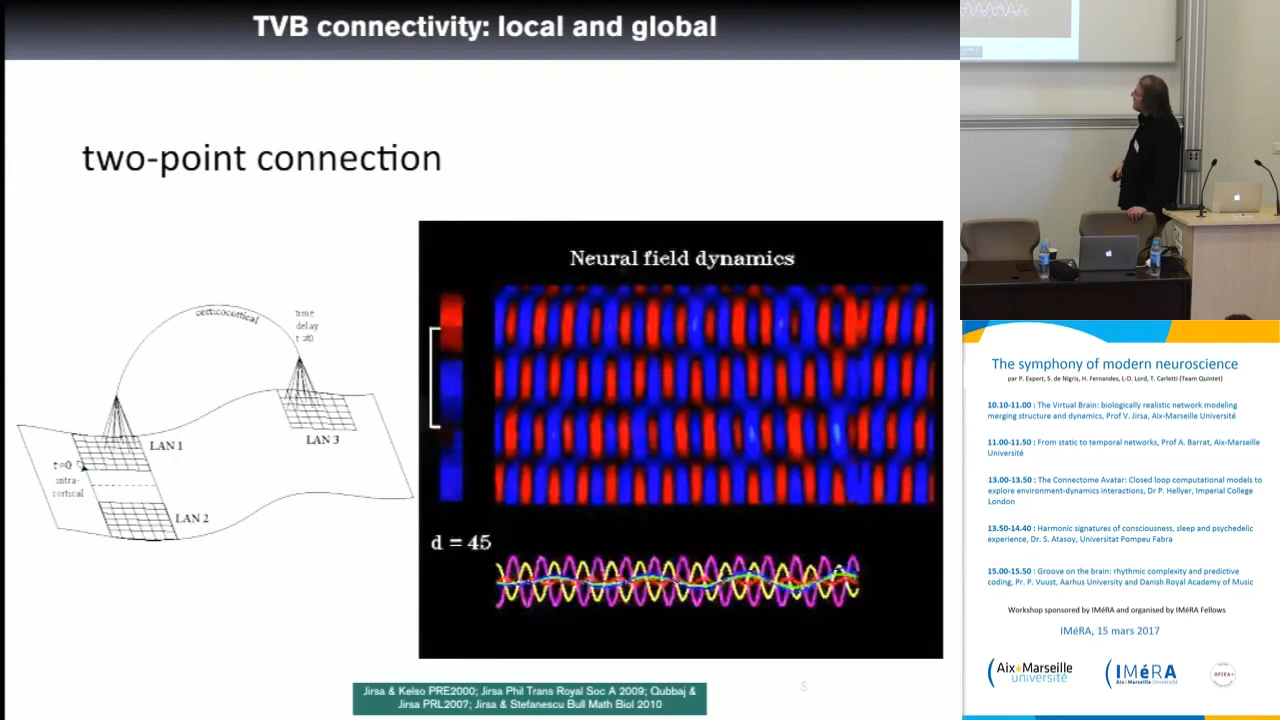 TVB connectivity: local and global
two-point connection
corticocortical
time
delay
t≠0
LAN 1
LAN 3
t=0
intra-
cortical
LAN 2
Neural field dynamics
d = 45
Jirsa & Kelso PRE2000; Jirsa Phil Trans Royal Soc A 2009; Qubbaj &
Jirsa PRL2007; Jirsa & Stefanescu Bull Math Biol 2010
S
The symphony of modern neuroscience
par P. Expert, S. de Nigris, H. Fernandes, L-D. Lord, T. Carletti (Team Quintet)
10.10-11.00 : The Virtual Brain: biologically realistic network modeling
merging structure and dynamics, Prof V. Jirsa, Aix-Marseille Université
11.00-11.50 : From static to temporal networks, Prof A. Barrat, Aix-Marseille
Université
13.00-13.50 : The Connectome Avatar: Closed loop computational models to
explore environment-dynamics interactions, Dr P. Hellyer, Imperial College
London
13.50-14.40 : Harmonic signatures of consciousness, sleep and psychedelic
experience, Dr. S. Atasoy, Universitat Pompeu Fabra
15.00-15.50 : Groove on the brain: rhythmic complexity and predictive
coding, Pr. P. Vuust, Aarhus University and Danish Royal Academy of Music
Workshop sponsored by IMéRA and organised by IMéRA Fellows
IMéRA, 15 mars 2017
Aix Marseille
université
IMéRA
Aix-Marseille Université
RFIEA+